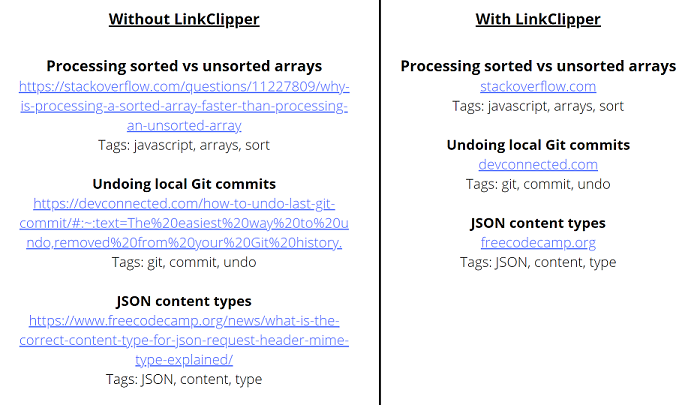 Without LinkClipper
Processing sorted vs unsorted arrays
https://stackoverflow.com/questions/11227809/why-
is-processing-a-sorted-array-faster-than-processing-
an-unsorted-array
Tags: javascript, arrays, sort
Undoing local Git commits
https://devconnected.com/how-to-undo-last-git-
commit/#:~:text=The%20easiest%20way%20to%20u
ndo,removed%20from%20your%20Git%20history.
Tags: git, commit, undo
JSON content types
https://www.freecodecamp.org/news/what-is-the-
correct-content-type-for-json-request-header-mime-
type-explained/
Tags: JSON, content, type
With LinkClipper
Processing sorted vs unsorted arrays
stackoverflow.com
Tags: javascript, arrays, sort
Undoing local Git commits
devconnected.com
Tags: git, commit, undo
JSON content types
freecodecamp.org
Tags: JSON, content, type